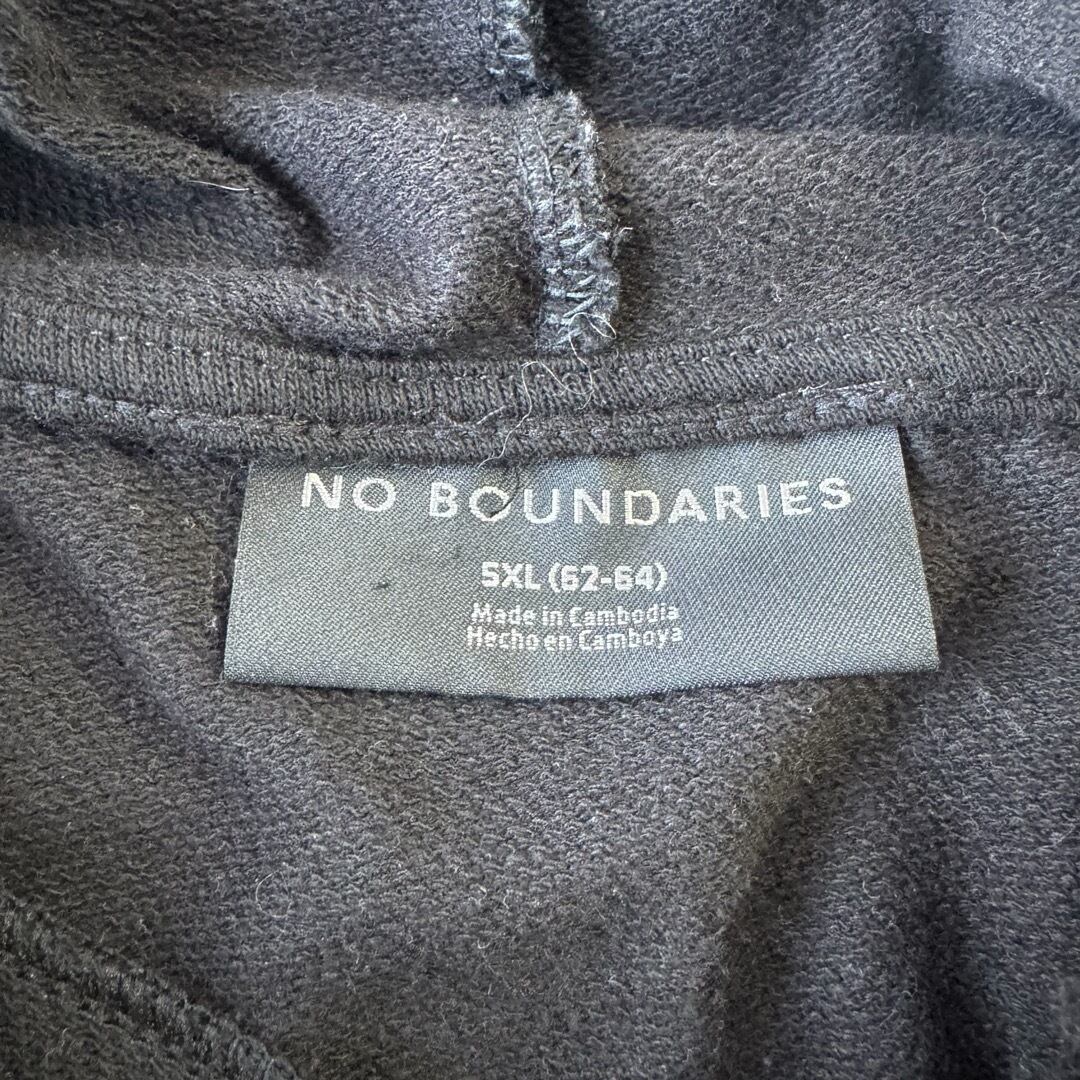 NO BOUNDARIES
5XL (62-64)
Made in Cambodia
Hecho en Camboya